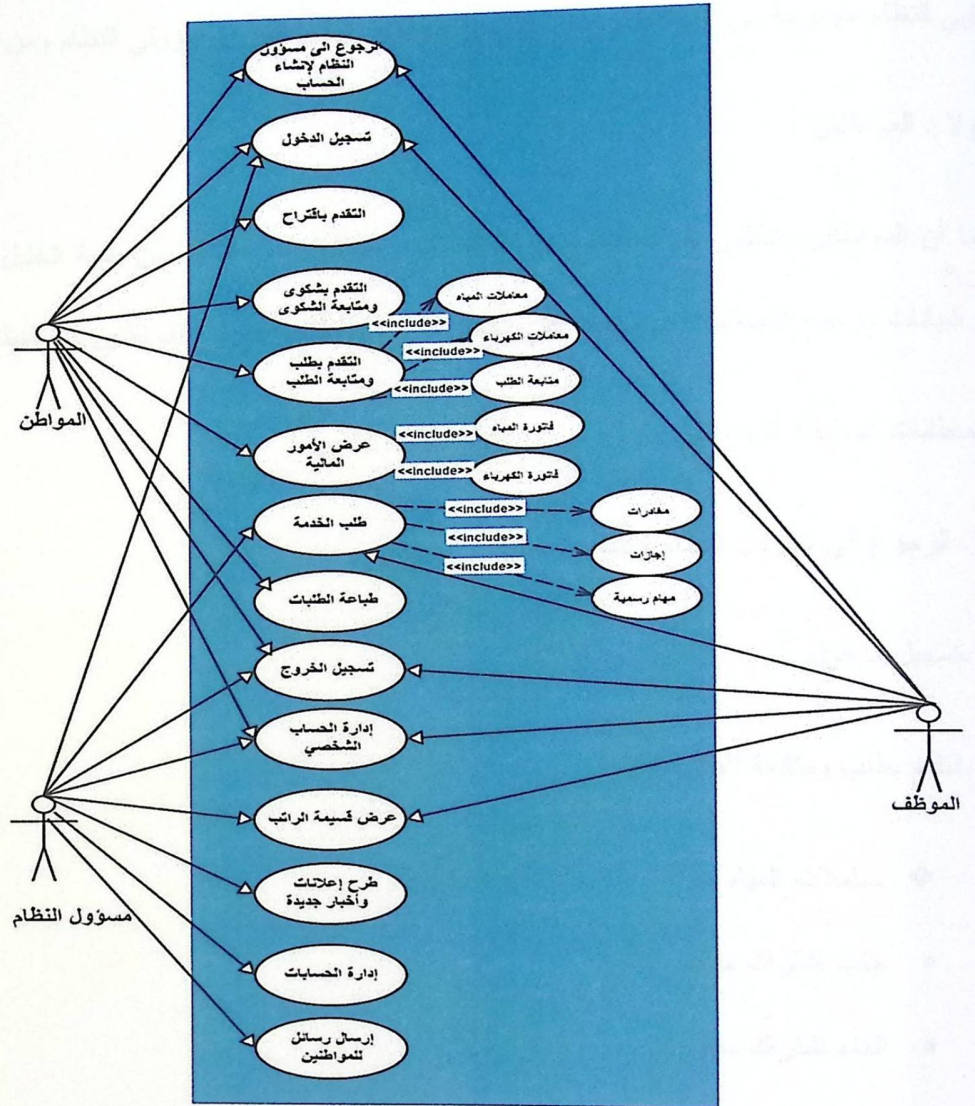 الرجوع الى مسؤول
النظام لإنشاء
الحساب
تسجيل الدخول
التقدم باقتراح
التقدم بشكوى
ومتابعة الشكوى
معاملات المياه
<<include>>
معاملات الكهرباء
<<include>>
التقدم بطلب
ومتابعة الطلب
متابعة الطلب
<<include>>
المواطن
عرض الأمور
المالية
فاتورة المياه
<<include>>
فاتورة الكهرباء
<<include>>
طلب الخدمة
<<include>>
مغادرات
<<include>>
إجازات
<<include>>
مهام رسمية
طباعة الطلبات
تسجيل الخروج
إدارة الحساب
الشخصي
الموظف
عرض قسيمة الراتب
طرح إعلانات
وأخبار جديدة
مسؤول النظام
إدارة الحسابات
إرسال رسائل
للمواطنين